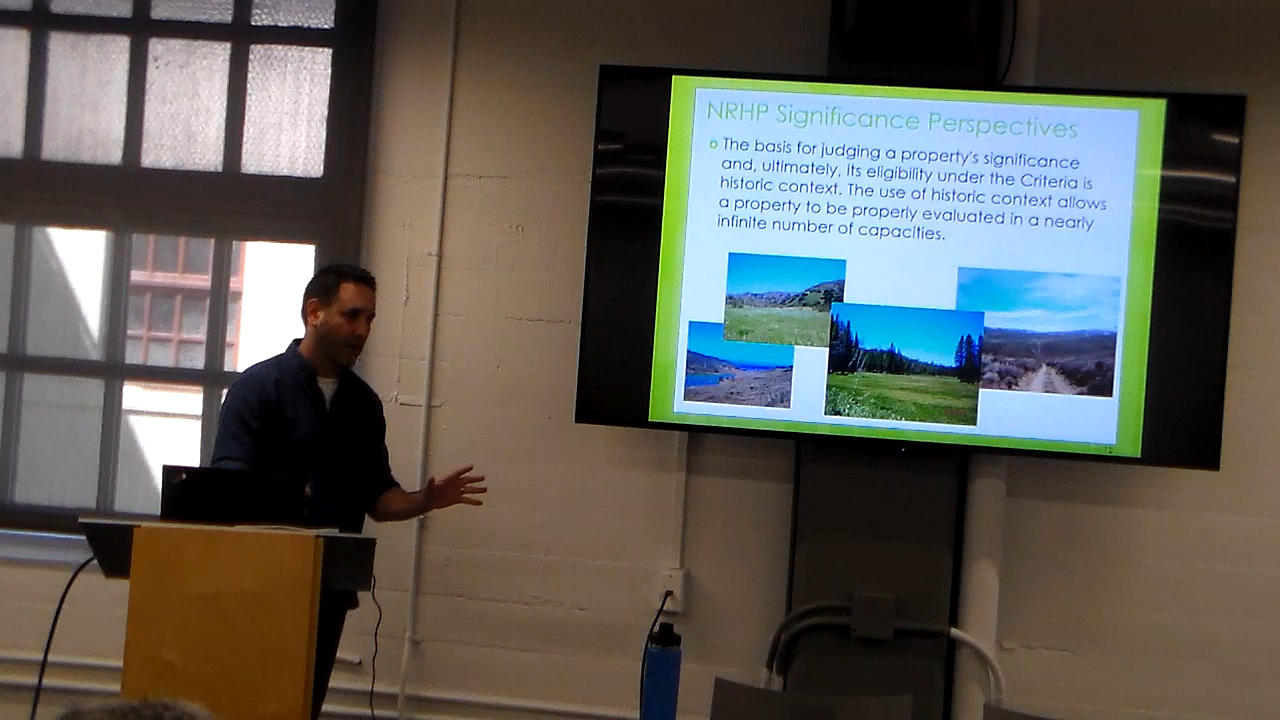 NRHP Significance Perspectives
The basis for judging a property's significance
and, ultimately, its eligibility under the Criteria is
historic context. The use of historic context allows
a property to be properly evaluated in a nearly
infinite number of capacities.